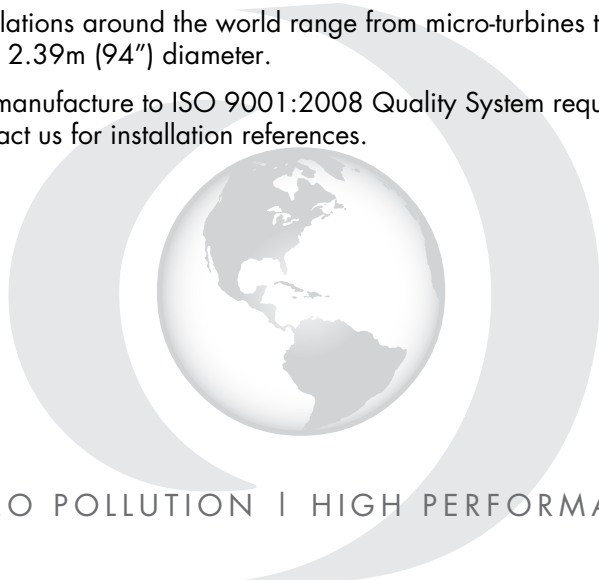 lations around the world range from micro-turbines t
2.39m (94”) diameter.
manufacture to ISO 9001:2008 Quality System requ
act us for installation references.
O POLLUTION | HIGH PERFORMA